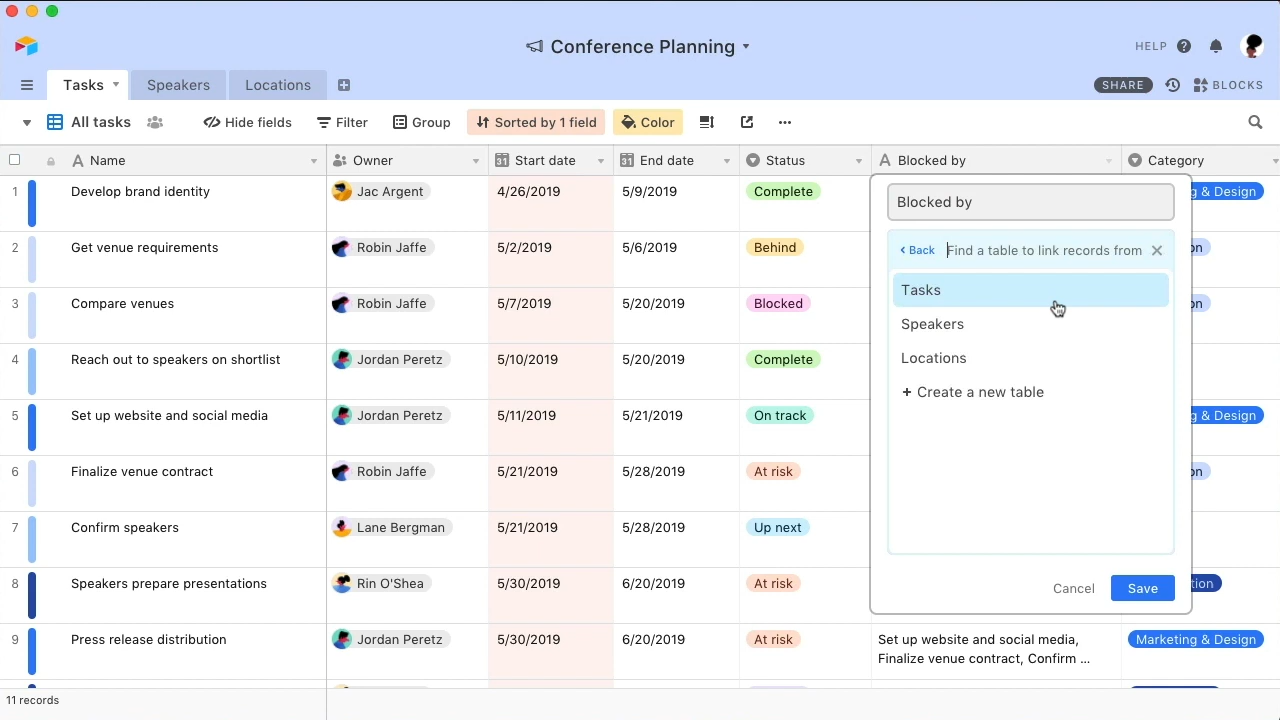 Conference Planning
HELP
Tasks
Speakers
Locations
SHARE
BLOCKS
All tasks
Hide fields
Filter
Group
Sorted by 1 field
Color
Name
Owner
Start date
End date
Status
Blocked by
Category
1 Develop brand identity Jac Argent 4/26/2019 5/9/2019 Complete g & Design
2 Get venue requirements Robin Jaffe 5/2/2019 5/6/2019 Behind on
3 Compare venues Robin Jaffe 5/7/2019 5/20/2019 Blocked on
4 Reach out to speakers on shortlist Jordan Peretz 5/10/2019 5/20/2019 Complete
5 Set up website and social media Jordan Peretz 5/11/2019 5/21/2019 On track g & Design
6 Finalize venue contract Robin Jaffe 5/21/2019 5/28/2019 At risk on
7 Confirm speakers Lane Bergman 5/21/2019 5/28/2019 Up next
8 Speakers prepare presentations Rin O'Shea 5/30/2019 6/20/2019 At risk tion
9 Press release distribution Jordan Peretz 5/30/2019 6/20/2019 At risk Set up website and social media, Marketing & Design
Finalize venue contract, Confirm ...
Blocked by
Back Find a table to link records from
Tasks
Speakers
Locations
+ Create a new table
Cancel
Save
11 records